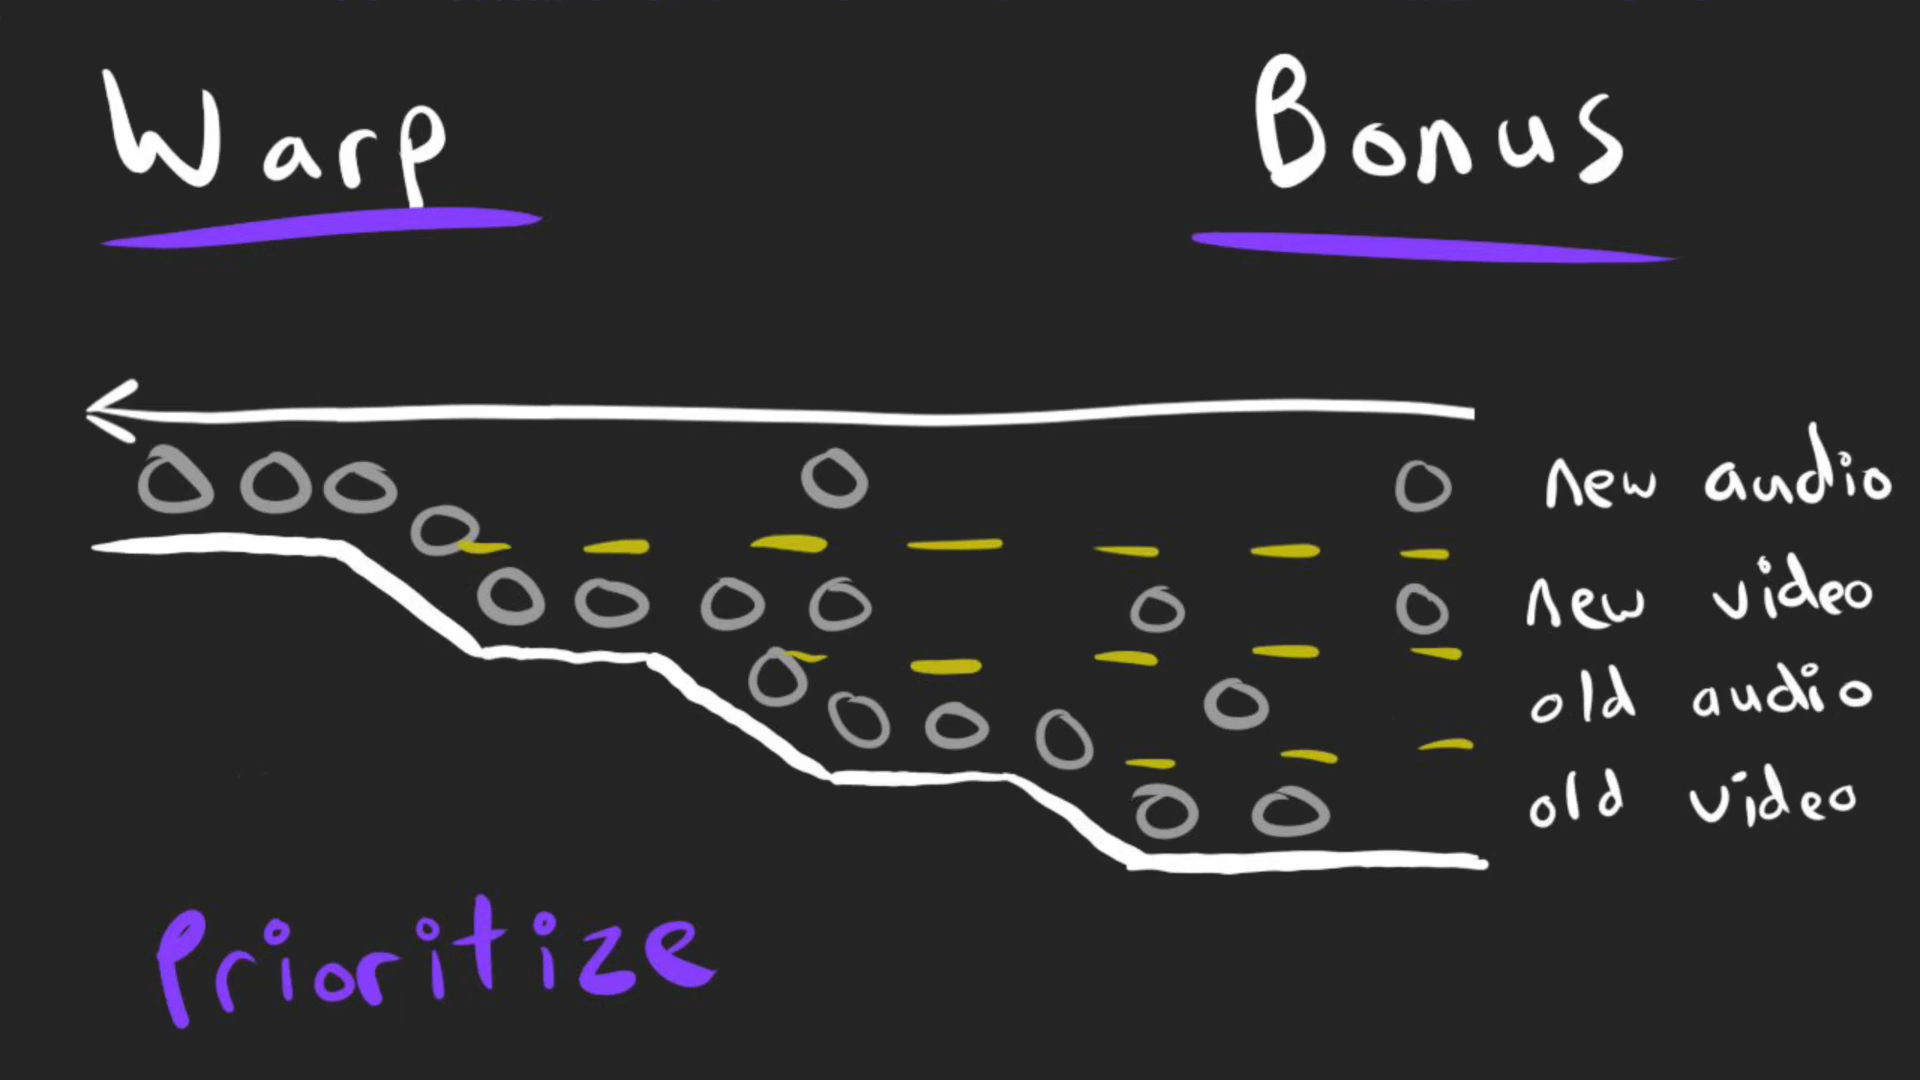 Warp
Bonus
new audio
new video
old audio
old video
Prioritize